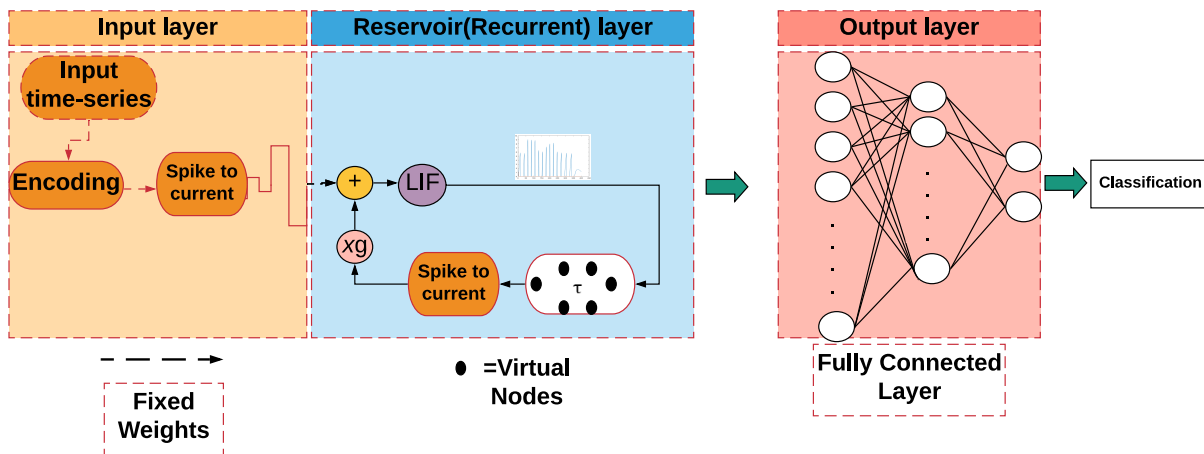 Input layer
Reservoir(Recurrent) layer
Output layer
Input
time-series
Encoding
Spike to
current
+
LIF
xg
Spike to
current
τ
Classification
Fixed
Weights
=Virtual
Nodes
Fully Connected
Layer